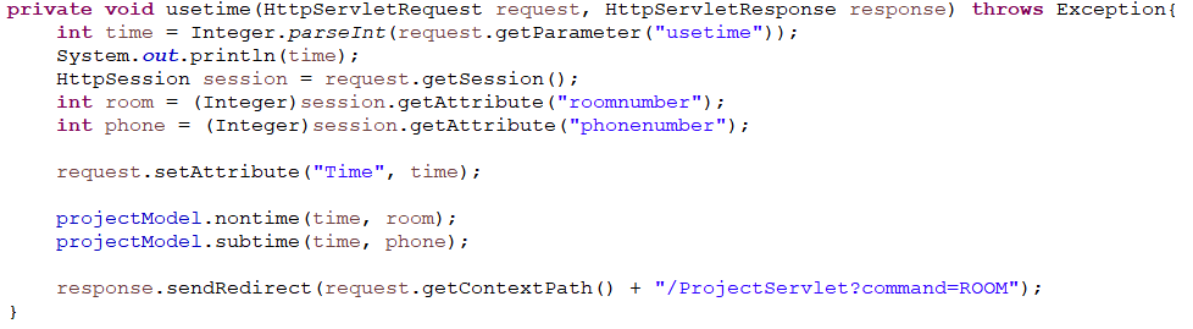 private void usetime(HttpServletRequest request, HttpServletResponse response) throws Exception{
    int time = Integer.parseInt(request.getParameter("usetime"));
    System.out.println(time);
    HttpSession session = request.getSession();
    int room = (Integer)session.getAttribute("roomnumber");
    int phone = (Integer)session.getAttribute("phonenumber");

    request.setAttribute("Time", time);

    projectModel.nontime(time, room);
    projectModel.subtime(time, phone);

    response.sendRedirect(request.getContextPath() + "/ProjectServlet?command=ROOM");
}